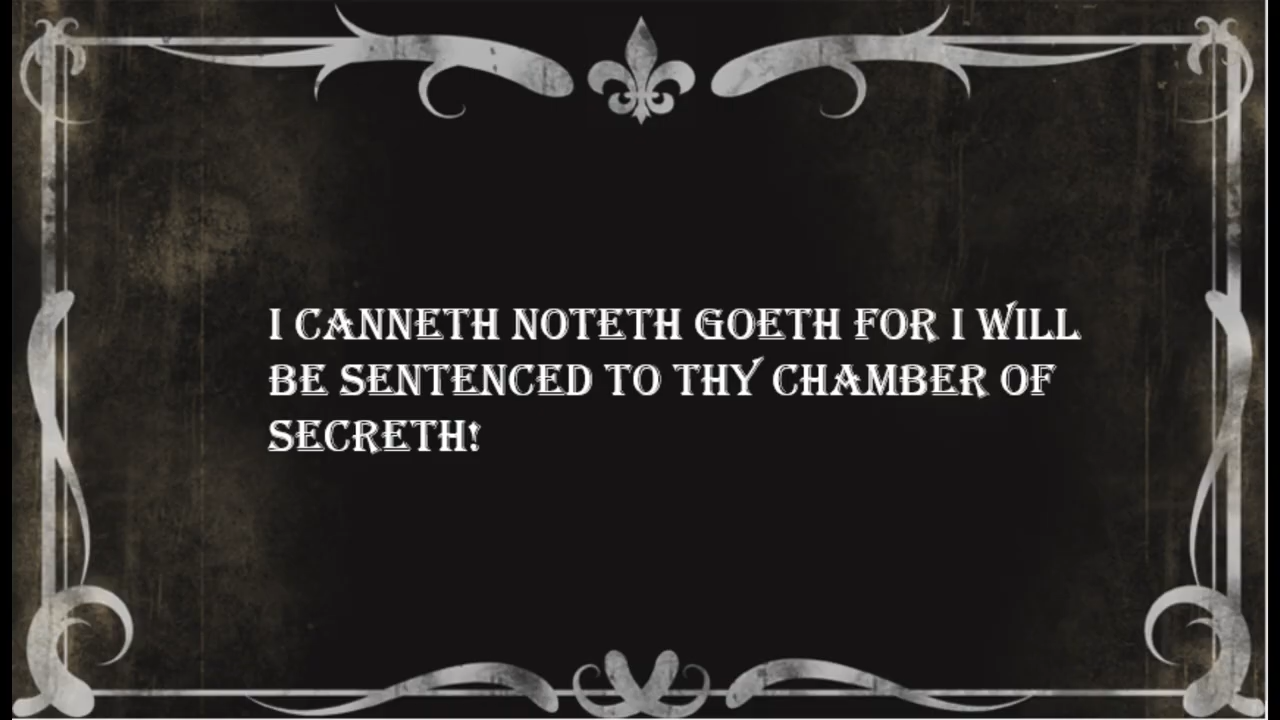 I CANNETH NOTETH GOETH FOR I WILL
BE SENTENCED TO THY CHAMBER OF
SECRETH!